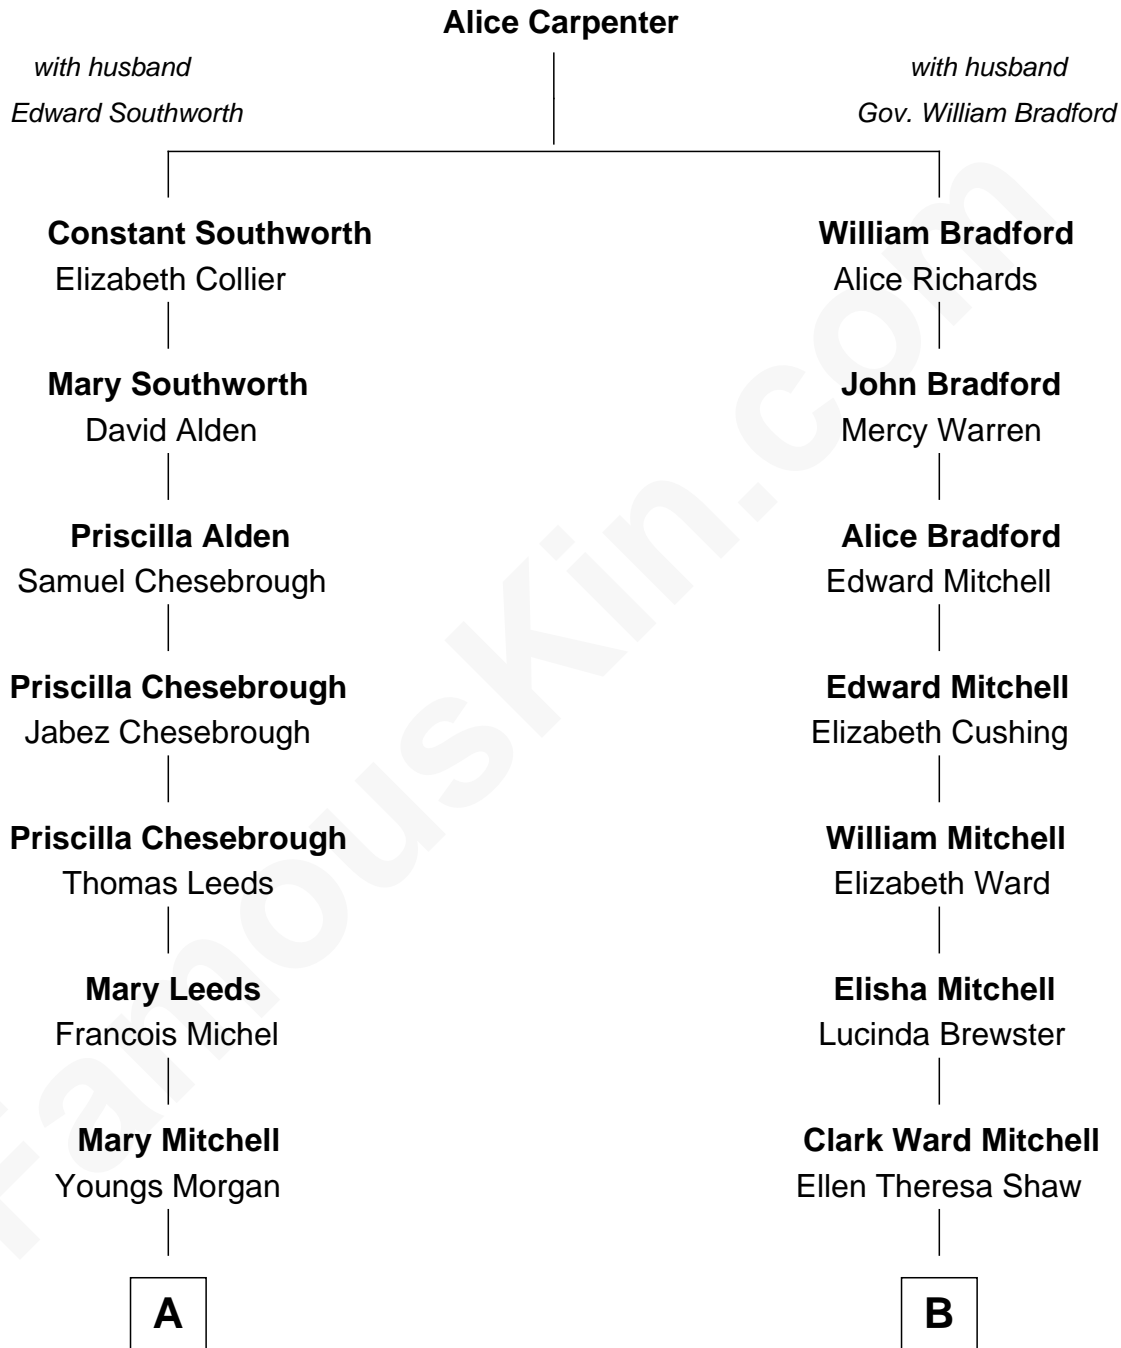 Alice Carpenter
with husband
Edward Southworth
with husband
Gov. William Bradford
Constant Southworth
Elizabeth Collier
William Bradford
Alice Richards
Mary Southworth
David Alden
John Bradford
Mercy Warren
Priscilla Alden
Samuel Chesebrough
Alice Bradford
Edward Mitchell
Priscilla Chesebrough
Jabez Chesebrough
Edward Mitchell
Elizabeth Cushing
Priscilla Chesebrough
Thomas Leeds
William Mitchell
Elizabeth Ward
Mary Leeds
Francois Michel
Elisha Mitchell
Lucinda Brewster
Mary Mitchell
Youngs Morgan
Clark Ward Mitchell
Ellen Theresa Shaw
A
B
FamousKin.com